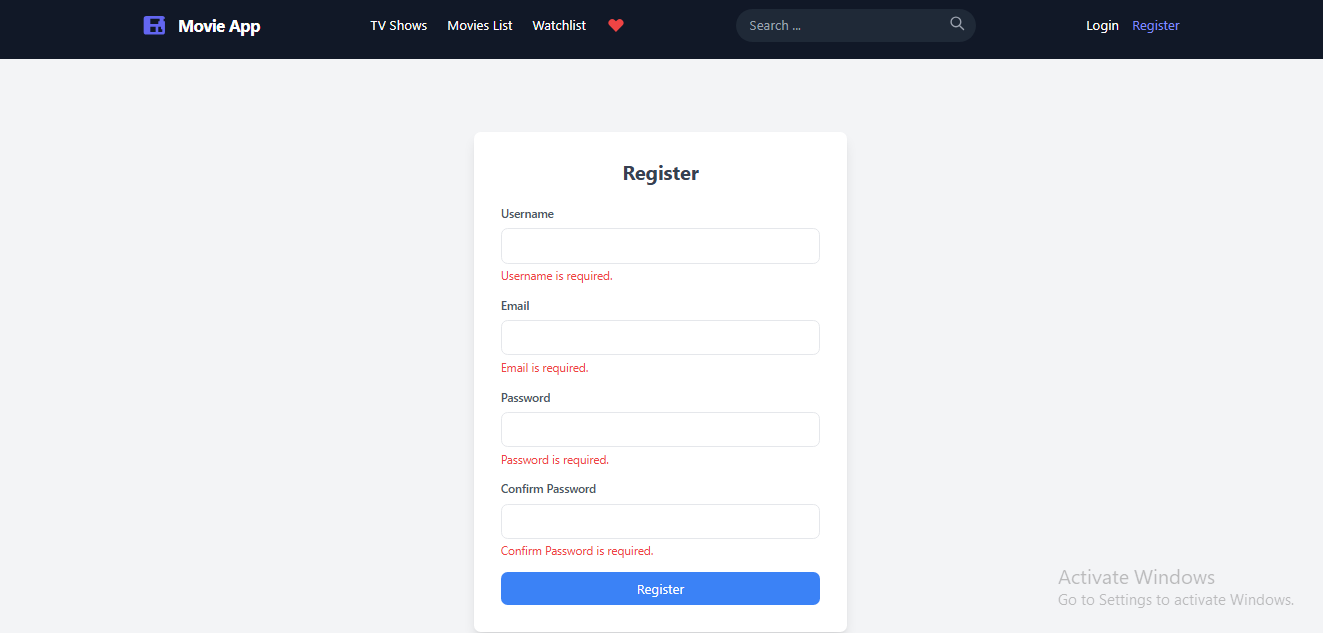 Movie App
TV Shows
Movies List
Watchlist
Search ...
Login
Register
Register
Username
Username is required.
Email
Email is required.
Password
Password is required.
Confirm Password
Confirm Password is required.
Register
Activate Windows
Go to Settings to activate Windows.